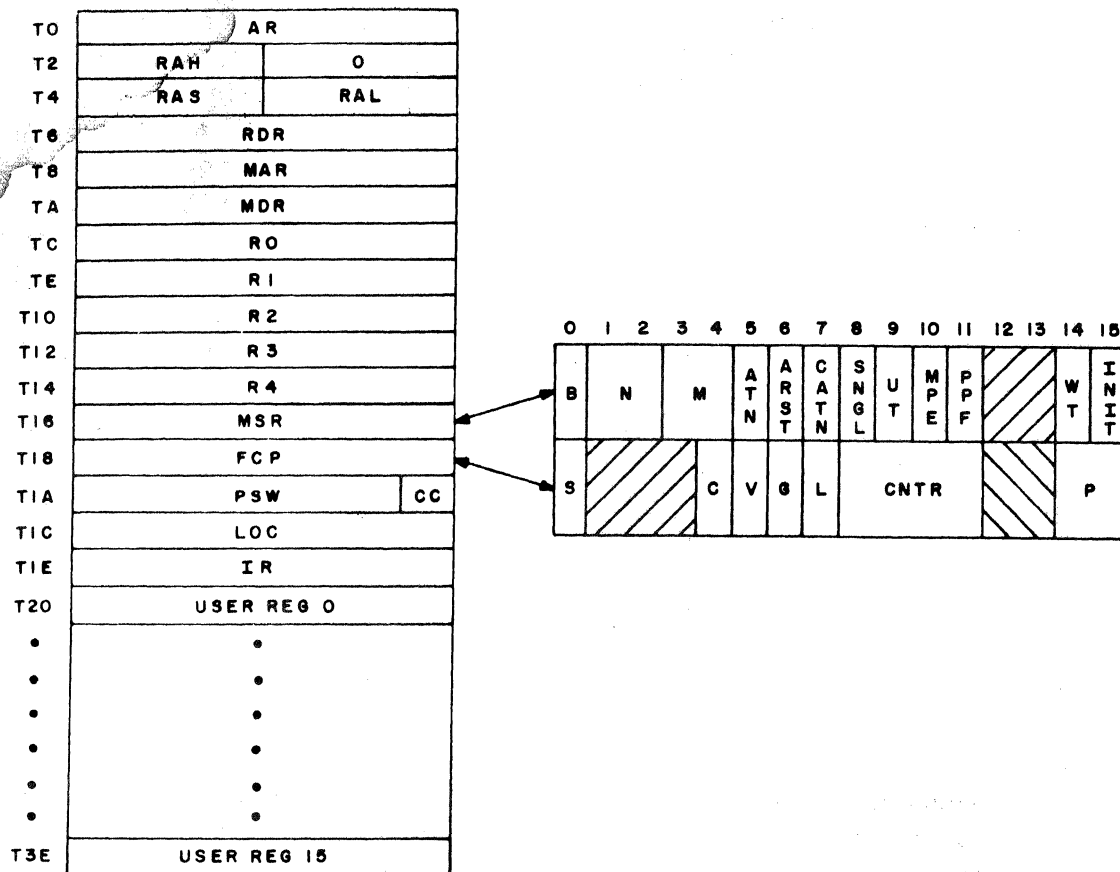 T0 AR
T2 RAH 0
T4 RAS RAL
T6 RDR
T8 MAR
TA MDR
TC R0
TE R1
T10 R2
T12 R3
T14 R4
T16 MSR
T18 FCP
T1A PSW CC
T1C LOC
T1E IR
T20 USER REG 0
T3E USER REG 15
0 1 2 3 4 5 6 7 8 9 10 11 12 13 14 15
B N M ATN ARST CATN SNGL UT MPE PPF WT INIT
S C V G L CNTR P